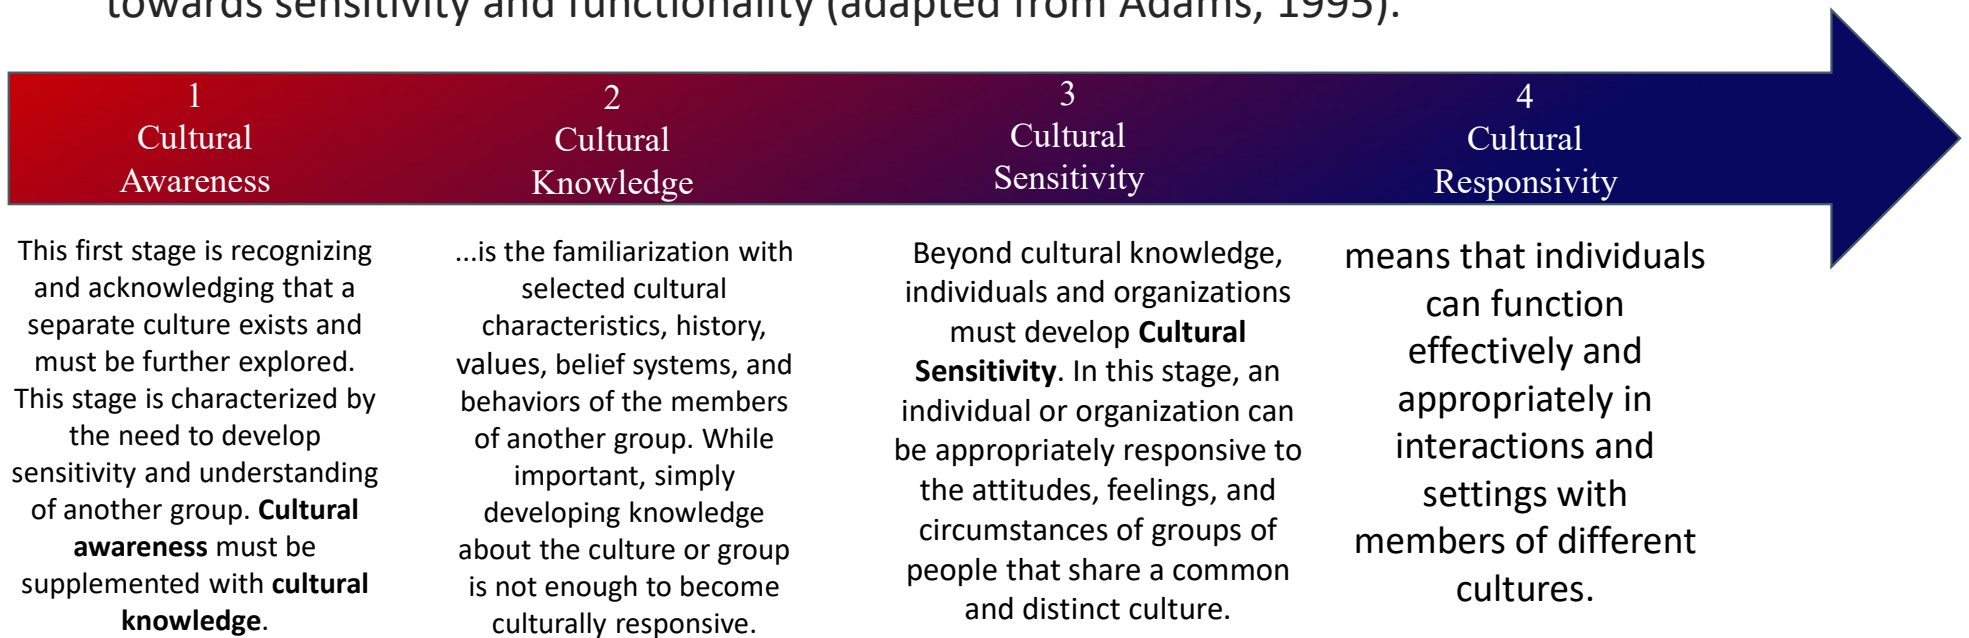 towards sensitivity and functionality (adapted from Adams, 1995).
1
Cultural
Awareness
This first stage is recognizing
and acknowledging that a
separate culture exists and
must be further explored.
This stage is characterized by
the need to develop
sensitivity and understanding
of another group. Cultural
awareness must be
supplemented with cultural
knowledge.
2
Cultural
Knowledge
...is the familiarization with
selected cultural
characteristics, history,
values, belief systems, and
behaviors of the members
of another group. While
important, simply
developing knowledge
about the culture or group
is not enough to become
culturally responsive.
3
Cultural
Sensitivity
Beyond cultural knowledge,
individuals and organizations
must develop Cultural
Sensitivity. In this stage, an
individual or organization can
be appropriately responsive to
the attitudes, feelings, and
circumstances of groups of
people that share a common
and distinct culture.
4
Cultural
Responsivity
means that individuals
can function
effectively and
appropriately in
interactions and
settings with
members of different
cultures.